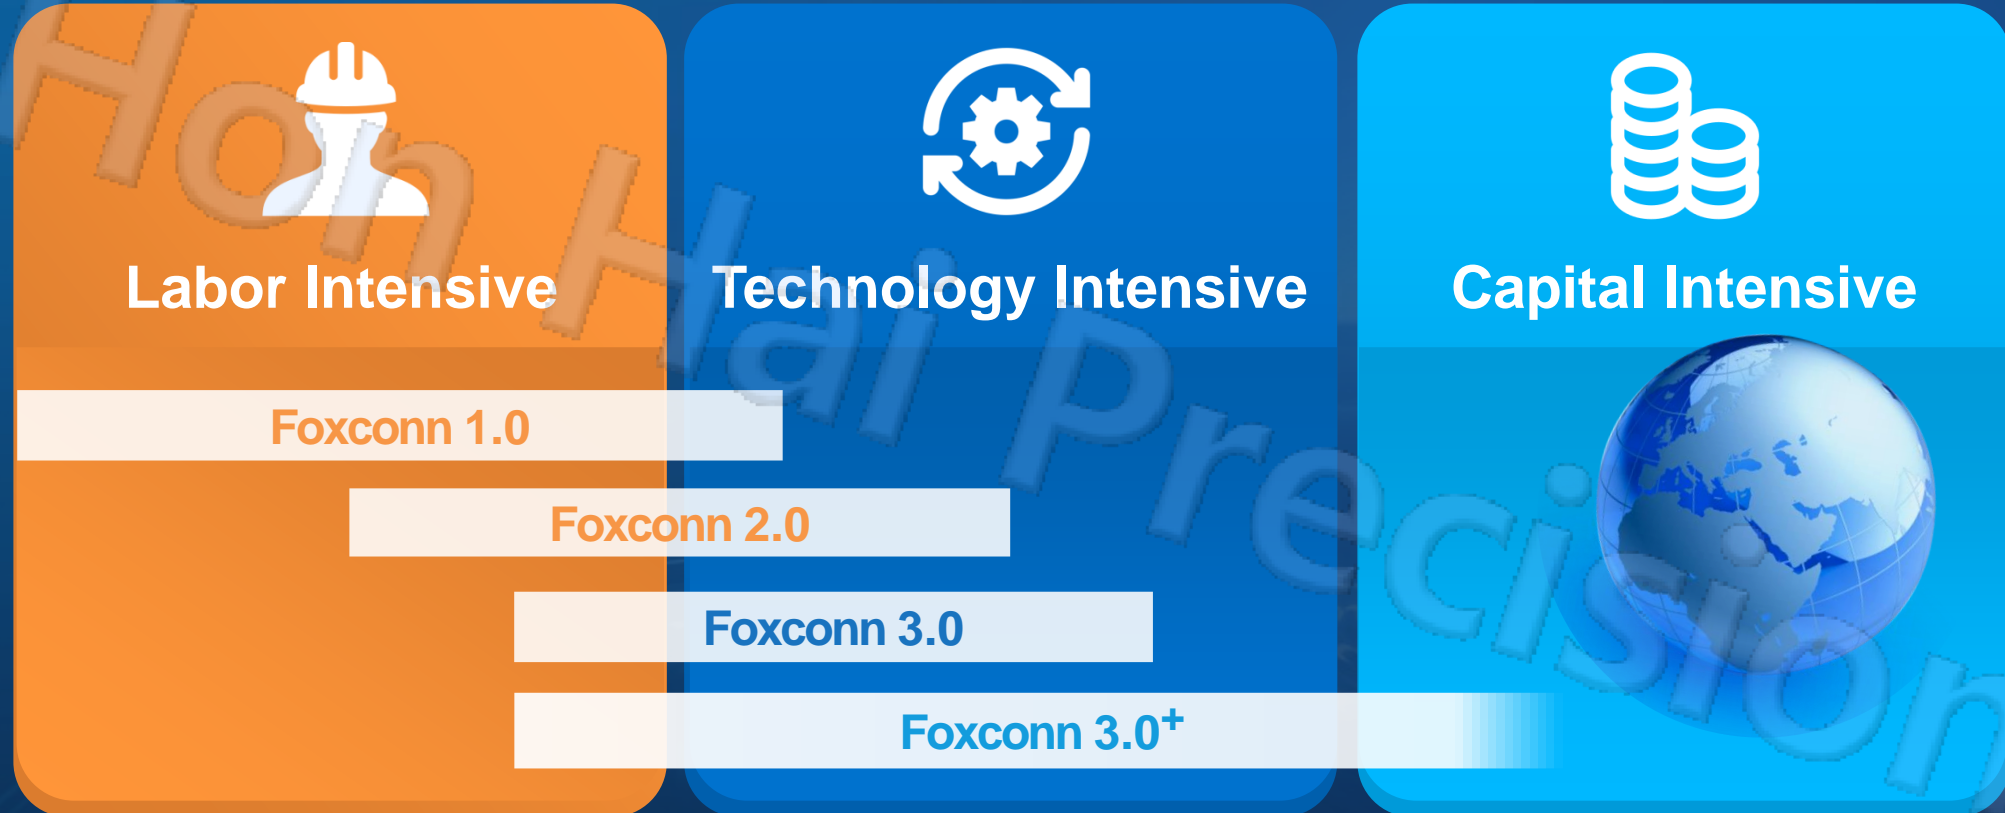 Labor Intensive
Technology Intensive
Capital Intensive
Foxconn 1.0
Foxconn 2.0
Foxconn 3.0
Foxconn 3.0+
Hon Hai Precision